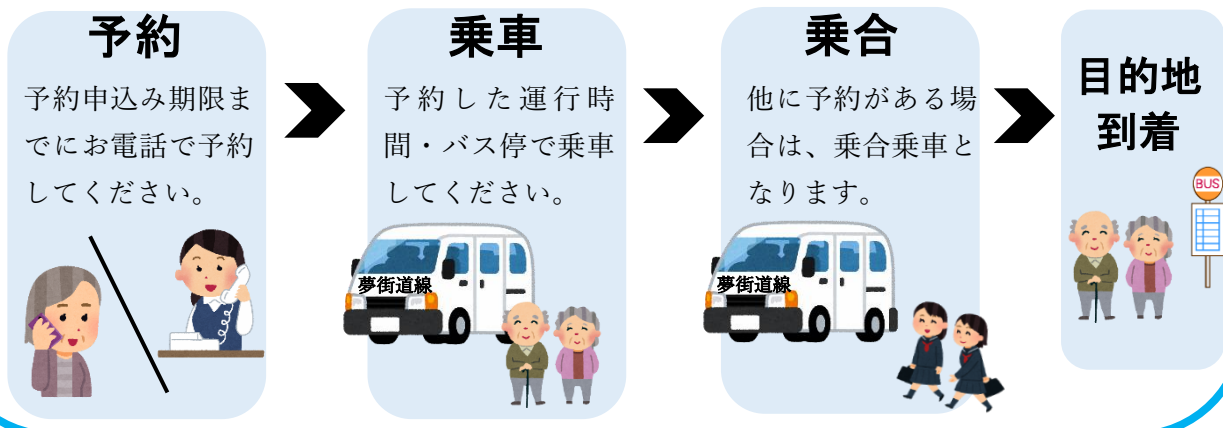 予約
予約申込み期限ま
でにお電話で予約
してください。
乗車
予約した運行時
間・バス停で乗車
してください。
夢街道線
乗合
他に予約がある場
合は、乗合乗車と
なります。
夢街道線
目的地
到着
BUS